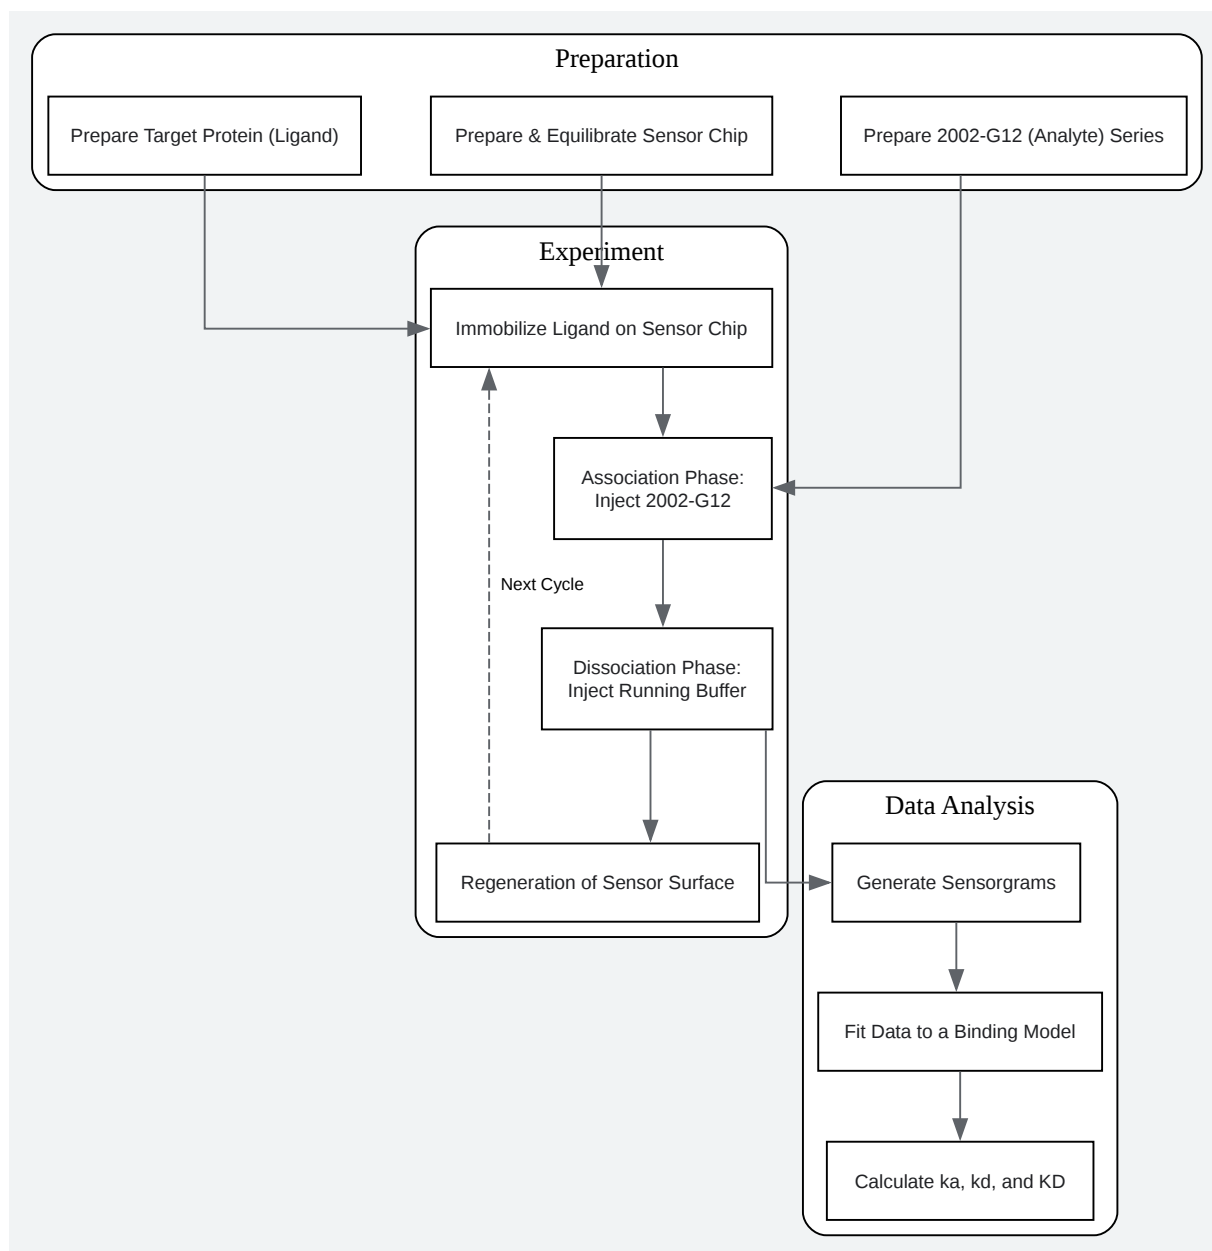 Preparation
Prepare Target Protein (Ligand)
Prepare & Equilibrate Sensor Chip
Prepare 2002-G12 (Analyte) Series
Experiment
Immobilize Ligand on Sensor Chip
Association Phase:
Inject 2002-G12
Next Cycle
Dissociation Phase:
Inject Running Buffer
Regeneration of Sensor Surface
Data Analysis
Generate Sensorgrams
Fit Data to a Binding Model
Calculate ka, kd, and KD